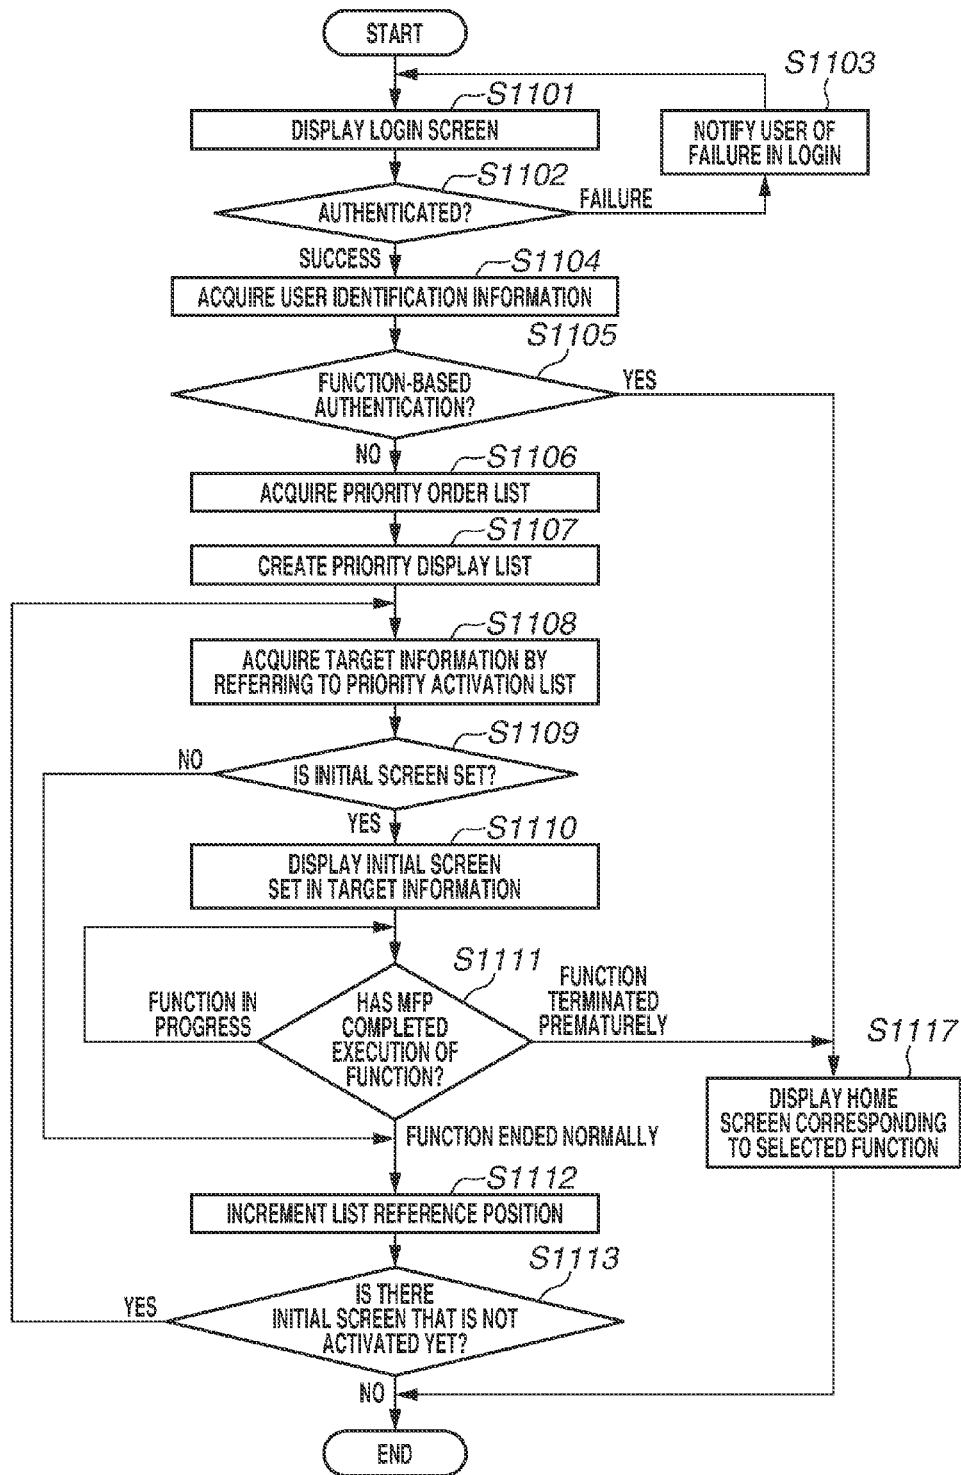 START
S1103
S1101
DISPLAY LOGIN SCREEN
NOTIFY USER OF
FAILURE IN LOGIN
S1102
AUTHENTICATED?
FAILURE
SUCCESS
S1104
ACQUIRE USER IDENTIFICATION INFORMATION
S1105
FUNCTION-BASED
AUTHENTICATION?
YES
NO
S1106
ACQUIRE PRIORITY ORDER LIST
S1107
CREATE PRIORITY DISPLAY LIST
S1108
ACQUIRE TARGET INFORMATION BY
REFERRING TO PRIORITY ACTIVATION LIST
S1109
NO
IS INITIAL SCREEN SET?
YES
S1110
DISPLAY INITIAL SCREEN
SET IN TARGET INFORMATION
S1111
FUNCTION IN
PROGRESS
HAS MFP
COMPLETED
EXECUTION OF
FUNCTION?
FUNCTION
TERMINATED
PREMATURELY
S1117
DISPLAY HOME
SCREEN CORRESPONDING
TO SELECTED FUNCTION
FUNCTION ENDED NORMALLY
S1112
INCREMENT LIST REFERENCE POSITION
S1113
YES
IS THERE
INITIAL SCREEN THAT IS NOT
ACTIVATED YET?
NO
END